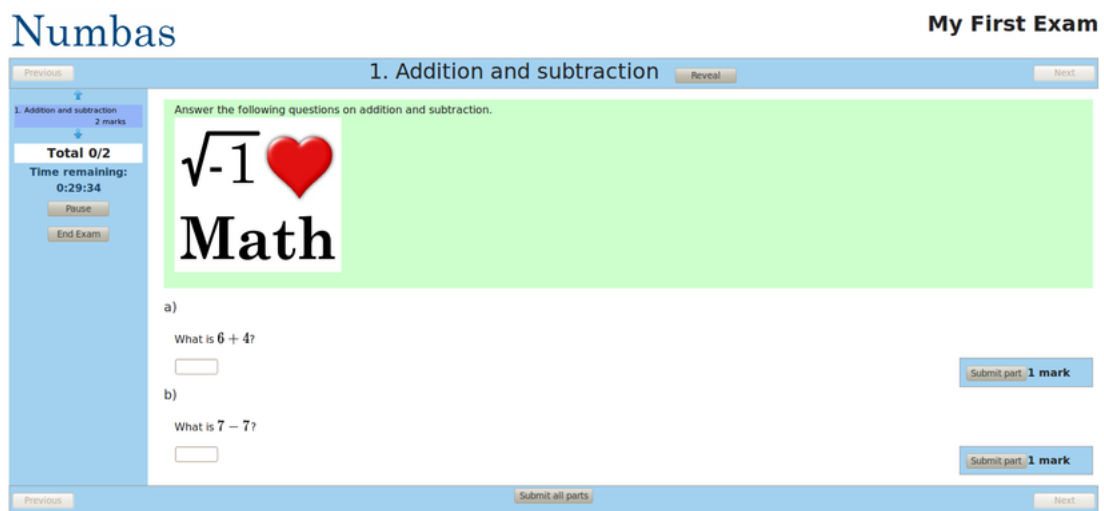 Numbas
My First Exam
Previous
1. Addition and subtraction
Reveal
Next
1. Addition and subtraction
2 marks
Total 0/2
Time remaining:
0:29:34
Pause
End Exam
Answer the following questions on addition and subtraction.
√-1
Math
a)
What is 6 + 4?
Submit part 1 mark
b)
What is 7 − 7?
Submit part 1 mark
Previous
Submit all parts
Next